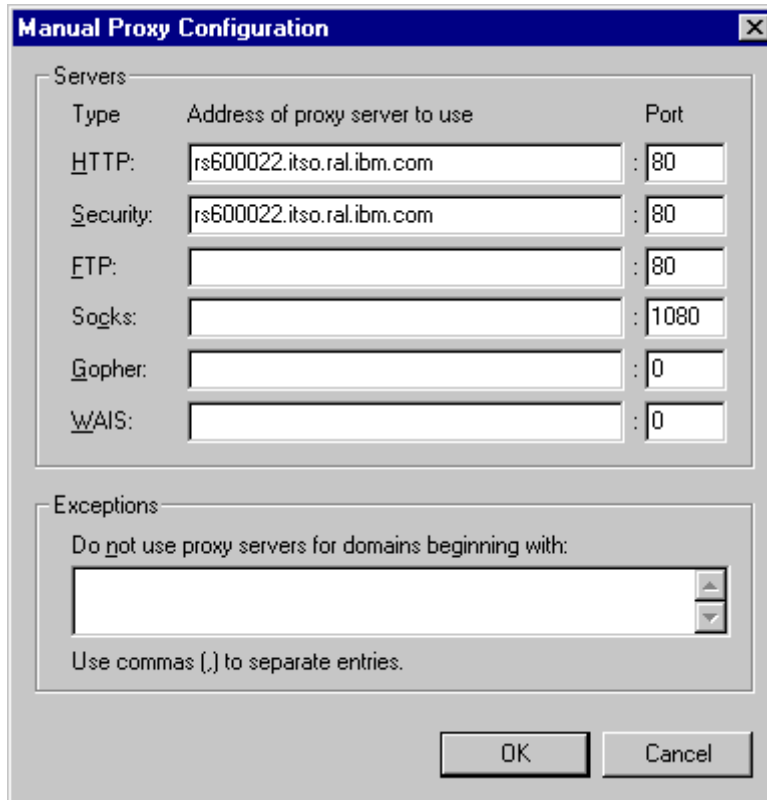 Manual Proxy Configuration
Servers
Type Address of proxy server to use Port
HTTP: rs600022.itso.ral.ibm.com : 80
Security: rs600022.itso.ral.ibm.com : 80
FTP: : 80
Socks: : 1080
Gopher: : 0
WAIS: : 0
Exceptions
Do not use proxy servers for domains beginning with:
Use commas (,) to separate entries.
OK Cancel